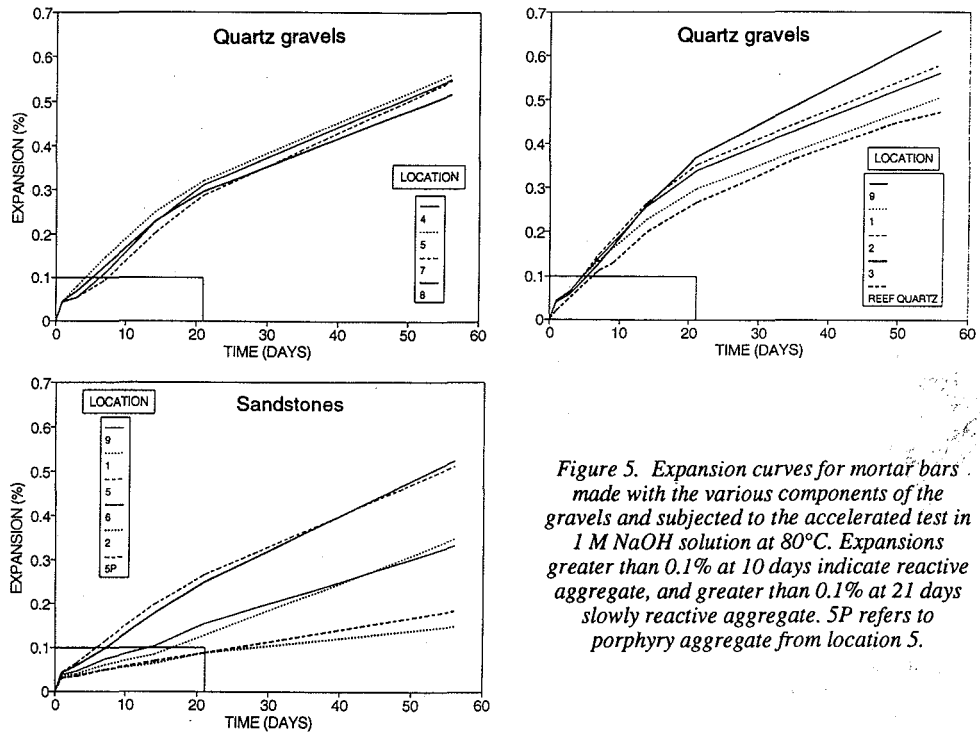 Quartz gravels
EXPANSION (%)
0.7
0.6
0.5
0.4
0.3
0.2
0.1
0
0
10
20
30
40
50
60
TIME (DAYS)
LOCATION
4
5
7
8
Quartz gravels
0.7
0.6
0.5
0.4
0.3
0.2
0.1
0
0
10
20
30
40
50
60
TIME (DAYS)
LOCATION
9
1
2
3
REEF QUARTZ
Sandstones
EXPANSION (%)
0.7
0.6
0.5
0.4
0.3
0.2
0.1
0
0
10
20
30
40
50
60
TIME (DAYS)
LOCATION
9
1
5
6
2
5P
Figure 5. Expansion curves for mortar bars
made with the various components of the
gravels and subjected to the accelerated test in
1 M NaOH solution at 80°C. Expansions
greater than 0.1% at 10 days indicate reactive
aggregate, and greater than 0.1% at 21 days
slowly reactive aggregate. 5P refers to
porphyry aggregate from location 5.